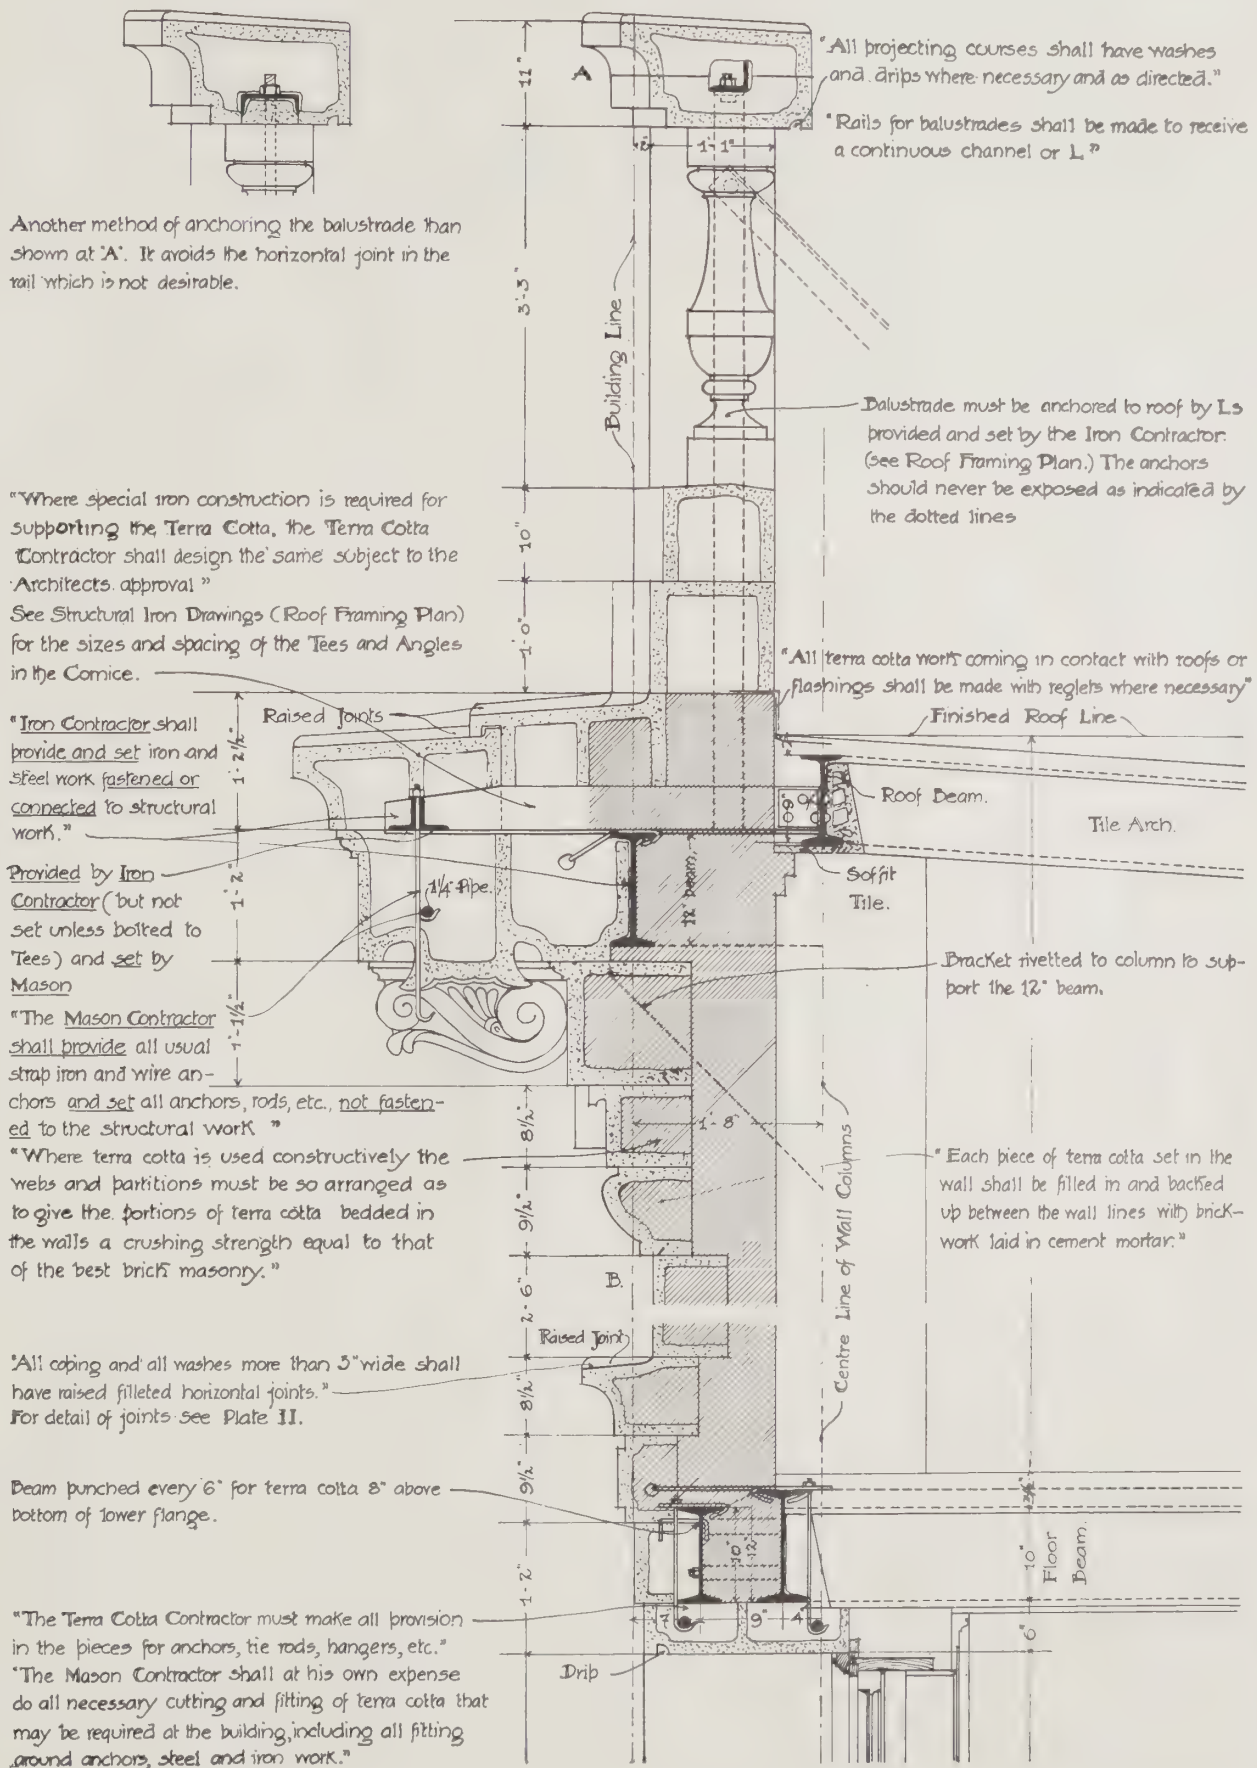 "All projecting courses shall have washes
and drips where necessary and as directed."
"Rails for balustrades shall be made to receive
a continuous channel or L"
A
11"
2"
1'-1"
Another method of anchoring the balustrade than
shown at "A". It avoids the horizontal joint in the
rail which is not desirable.
3'-3"
Building Line
Balustrade must be anchored to roof by Ls
provided and set by the Iron Contractor.
(see Roof Framing Plan.) The anchors
should never be exposed as indicated by
the dotted lines
"Where special iron construction is required for
supporting the Terra Cotta, the Terra Cotta
Contractor shall design the same subject to the
Architects approval"
See Structural Iron Drawings (Roof Framing Plan)
for the sizes and spacing of the Tees and Angles
in the Cornice.
10"
1'-0"
"All terra cotta work coming in contact with roofs or
flashings shall be made with reglets where necessary"
Finished Roof Line
Raised Joints
"Iron Contractor shall
provide and set iron and
steel work fastened or
connected to structural
work."
1'-2½"
Roof Beam.
Tile Arch.
Soffit
Tile.
Provided by Iron
Contractor (but not
set unless bolted to
Tees) and set by
Mason
1'-2"
1¼" Pipe.
12" beam.
Bracket rivetted to column to sup-
port the 12" beam.
"The Mason Contractor
shall provide all usual
strap iron and wire an-
chors and set all anchors, rods, etc., not fasten-
ed to the structural work"
1'-1½"
"Where terra cotta is used constructively the
webs and partitions must be so arranged as
to give the portions of terra cotta bedded in
the walls a crushing strength equal to that
of the best brick masonry."
8½"
1'-8"
9½"
Centre Line of Wall Columns
"Each piece of terra cotta set in the
wall shall be filled in and backed
up between the wall lines with brick-
work laid in cement mortar."
B.
2'-6"
Raised Joint
"All coping and all washes more than 3" wide shall
have raised filleted horizontal joints."
For detail of joints see Plate II.
8½"
9½"
Beam punched every 6" for terra cotta 8" above
bottom of lower flange.
10"
12"
10"
Floor
Beam.
1'-2"
9"
4"
6"
"The Terra Cotta Contractor must make all provision
in the pieces for anchors, tie rods, hangers, etc."
"The Mason Contractor shall at his own expense
do all necessary cutting and fitting of terra cotta that
may be required at the building, including all fitting
around anchors, steel and iron work."
Drip